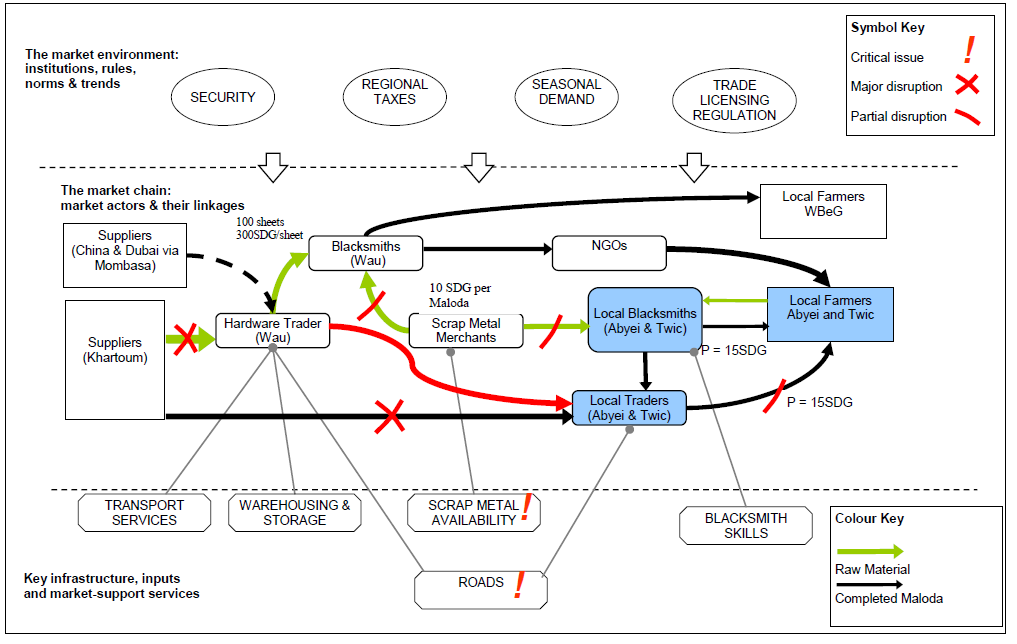 The market environment:
institutions, rules,
norms & trends
SECURITY
REGIONAL
TAXES
SEASONAL
DEMAND
TRADE
LICENSING
REGULATION
Symbol Key
Critical issue !
Major disruption
Partial disruption
The market chain:
market actors & their linkages
Suppliers
(China & Dubai via
Mombasa)
100 sheets
300SDG/sheet
Blacksmiths
(Wau)
NGOs
Local Farmers
WBeG
Suppliers
(Khartoum)
Hardware Trader
(Wau)
10 SDG per
Maloda
Scrap Metal
Merchants
Local Blacksmiths
(Abyei & Twic)
Local Farmers
Abyei and Twic
P = 15SDG
Local Traders
(Abyei & Twic)
P = 15SDG
TRANSPORT
SERVICES
WAREHOUSING &
STORAGE
SCRAP METAL
AVAILABILITY !
BLACKSMITH
SKILLS
ROADS !
Key infrastructure, inputs
and market-support services
Colour Key
Raw Material
Completed Maloda